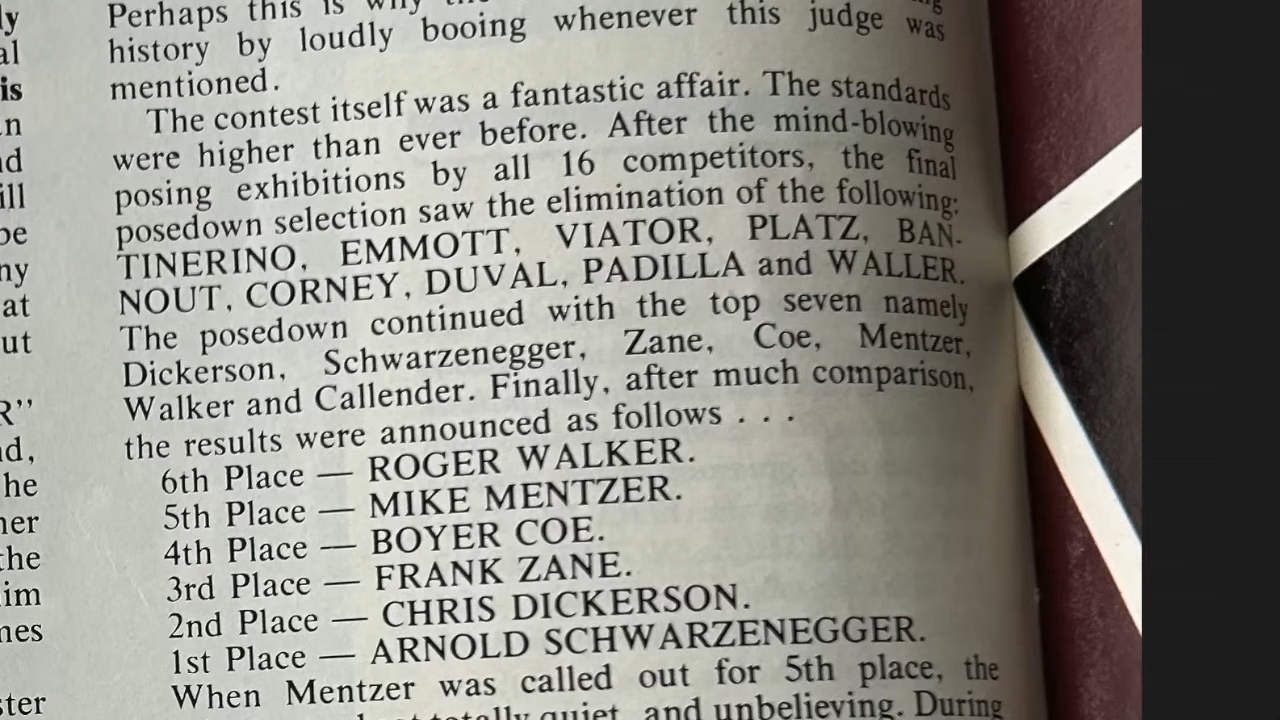 Perhaps this is why the
history by loudly booing whenever this judge was
mentioned.
The contest itself was a fantastic affair. The standards
were higher than ever before. After the mind-blowing
posing exhibitions by all 16 competitors, the final
posedown selection saw the elimination of the following:
TINERINO, EMMOTT, VIATOR, PLATZ, BAN-
NOUT, CORNEY, DUVAL, PADILLA and WALLER.
The posedown continued with the top seven namely
Dickerson, Schwarzenegger, Zane, Coe, Mentzer,
Walker and Callender. Finally, after much comparison,
the results were announced as follows . . .
6th Place — ROGER WALKER.
5th Place — MIKE MENTZER.
4th Place — BOYER COE.
3rd Place — FRANK ZANE.
2nd Place — CHRIS DICKERSON.
1st Place — ARNOLD SCHWARZENEGGER.
When Mentzer was called out for 5th place, the
totally quiet and unbelieving. During